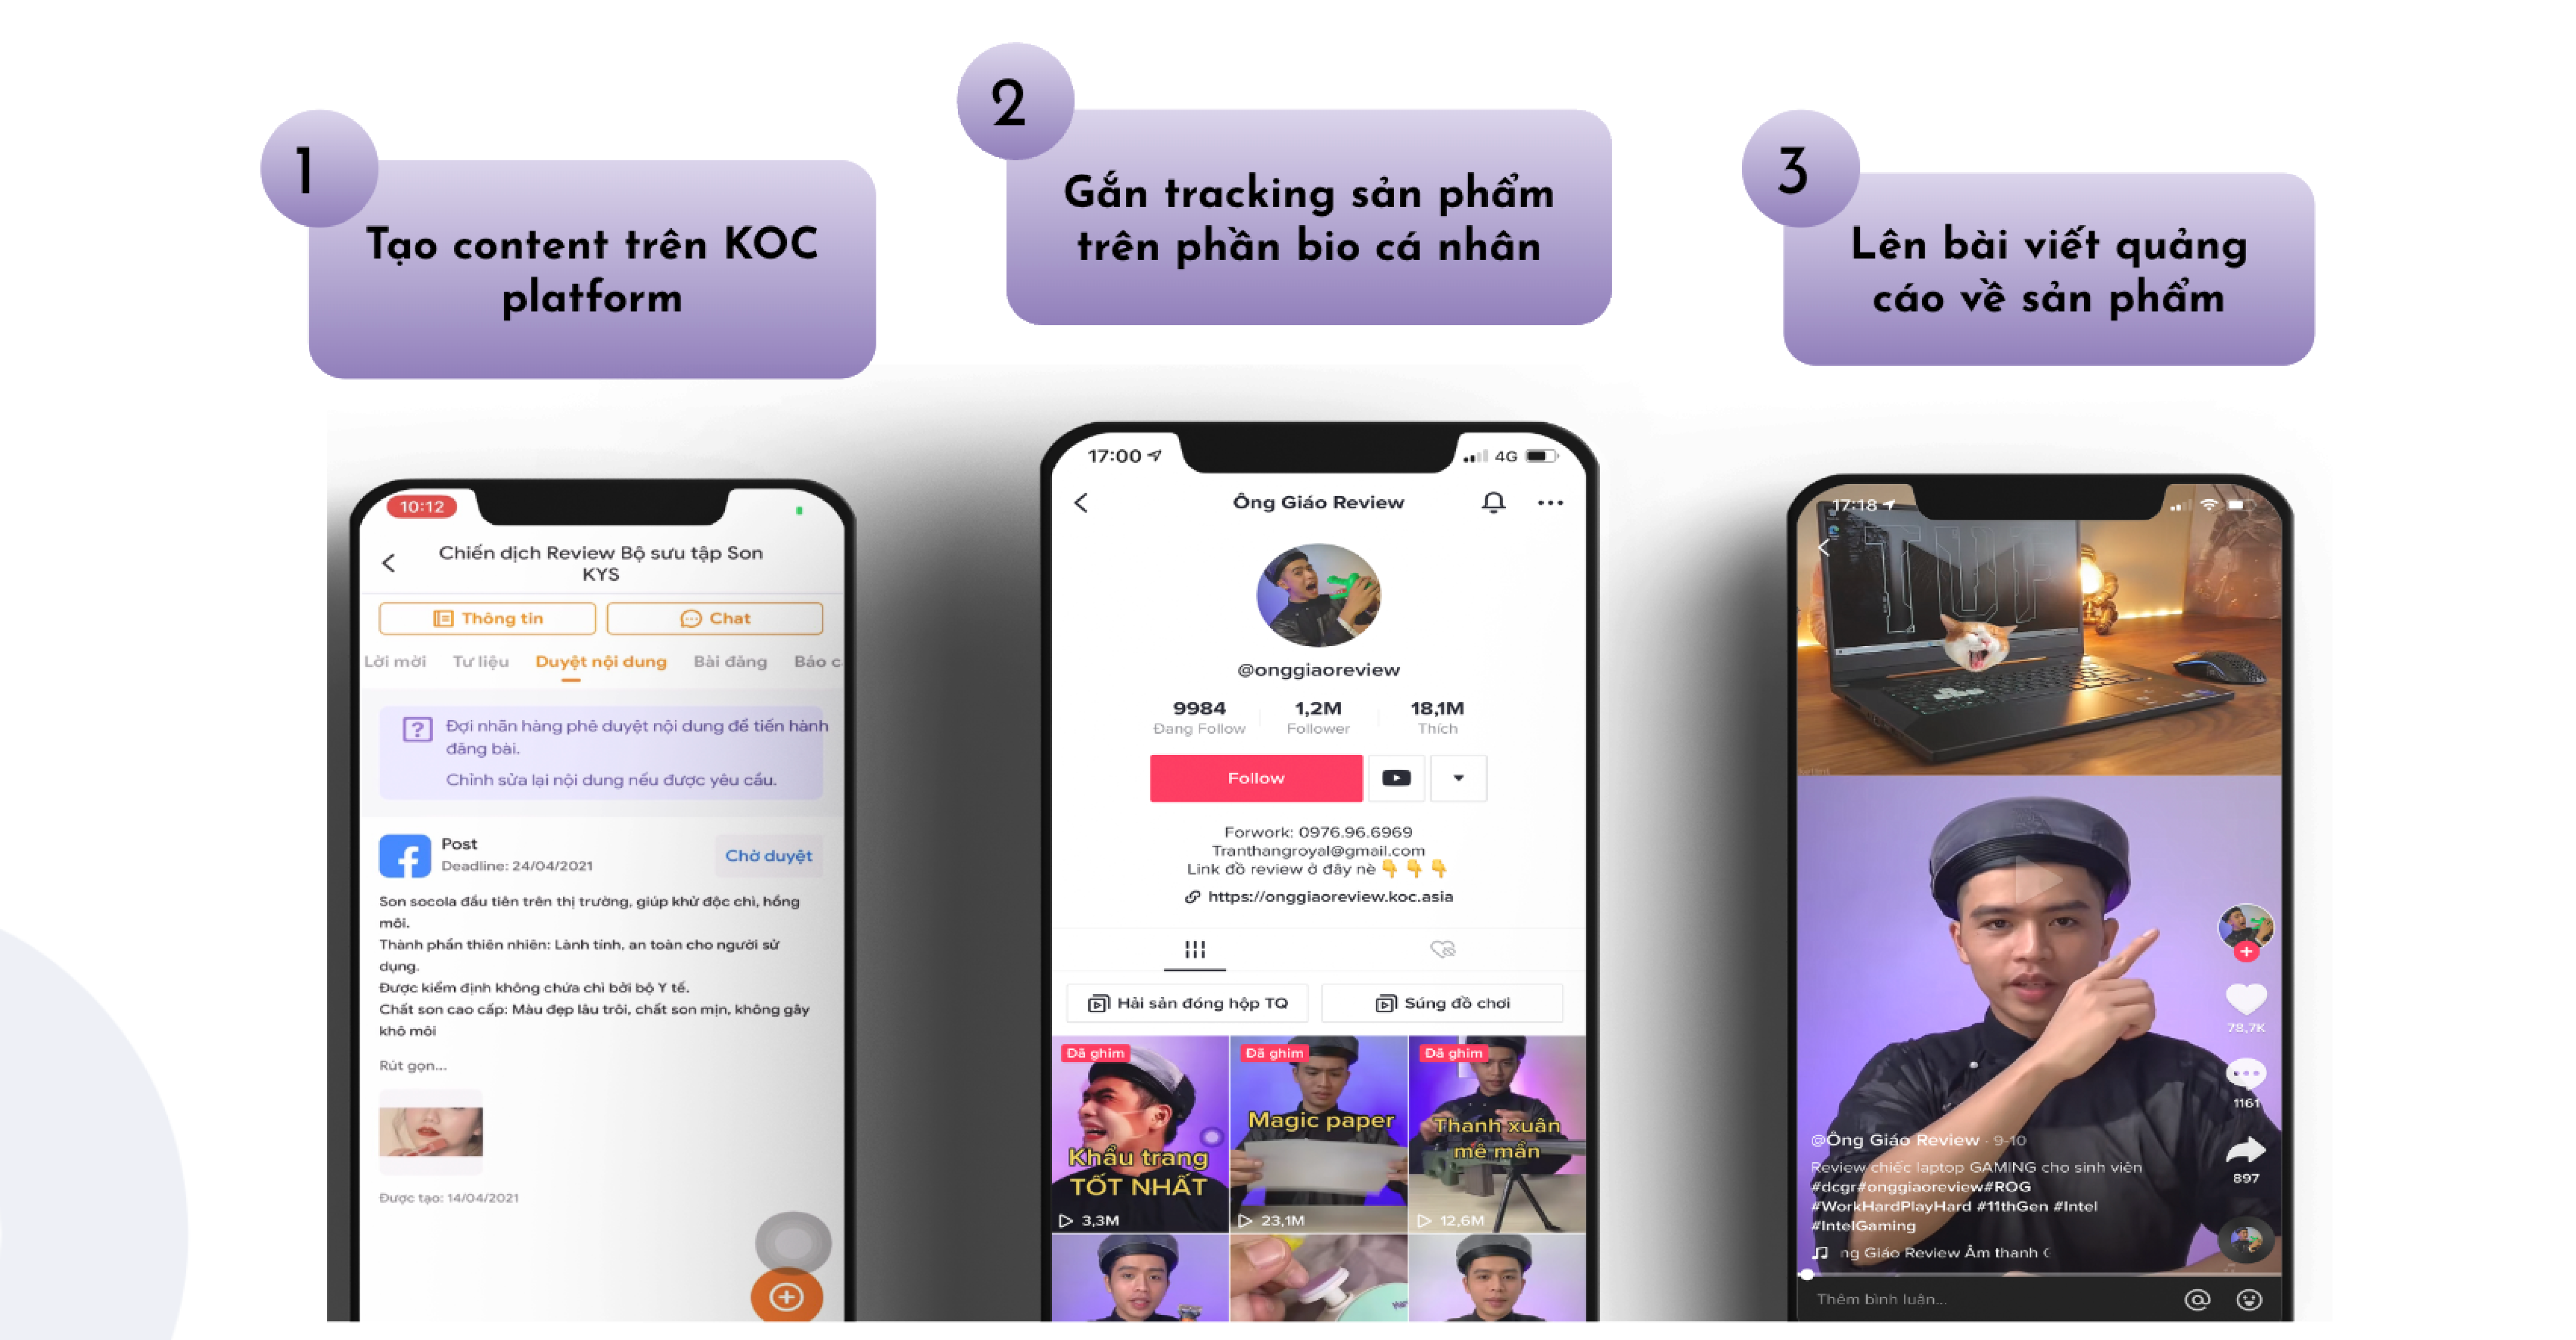 1
Tạo content trên KOC
platform
2
Gắn tracking sản phẩm
trên phần bio cá nhân
3
Lên bài viết quảng
cáo về sản phẩm
10:12
Chiến dịch Review Bộ sưu tập Son
KYS
Thông tin
Chat
Lời mời Tư liệu Duyệt nội dung Bài đăng Báo c
Đợi nhãn hàng phê duyệt nội dung để tiến hành
đăng bài.
Chỉnh sửa lại nội dung nếu được yêu cầu.
Post
Deadline: 24/04/2021
Chờ duyệt
Son socola đầu tiên trên thị trường, giúp khử độc chì, hồng
môi.
Thành phần thiên nhiên: Lành tính, an toàn cho người sử
dụng.
Được kiểm định không chứa chì bởi bộ Y tế.
Chất son cao cấp: Màu đẹp lâu trôi, chất son mịn, không gây
khô môi
Rút gọn...
Được tạo: 14/04/2021
17:00
4G
Ông Giáo Review
@onggiaoreview
9984 1,2M 18,1M
Đang Follow Follower Thích
Follow
Forwork: 0976.96.6969
Tranthangroyal@gmail.com
Link đồ review ở đây nè 👇👇👇
https://onggiaoreview.koc.asia
Hải sản đóng hộp TQ
Súng đồ chơi
Đã ghim
Khẩu trang
TỐT NHẤT
3,3M
Đã ghim
Magic paper
23,1M
Đã ghim
Thanh xuân
mê mẩn
12,6M
17:18
TUF
78,7K
1161
897
@Ông Giáo Review · 9-10
Review chiếc laptop GAMING cho sinh viên
#dcgr#onggiaoreview#ROG
#WorkHardPlayHard #11thGen #Intel
#IntelGaming
ng Giáo Review Âm thanh
Thêm bình luận...